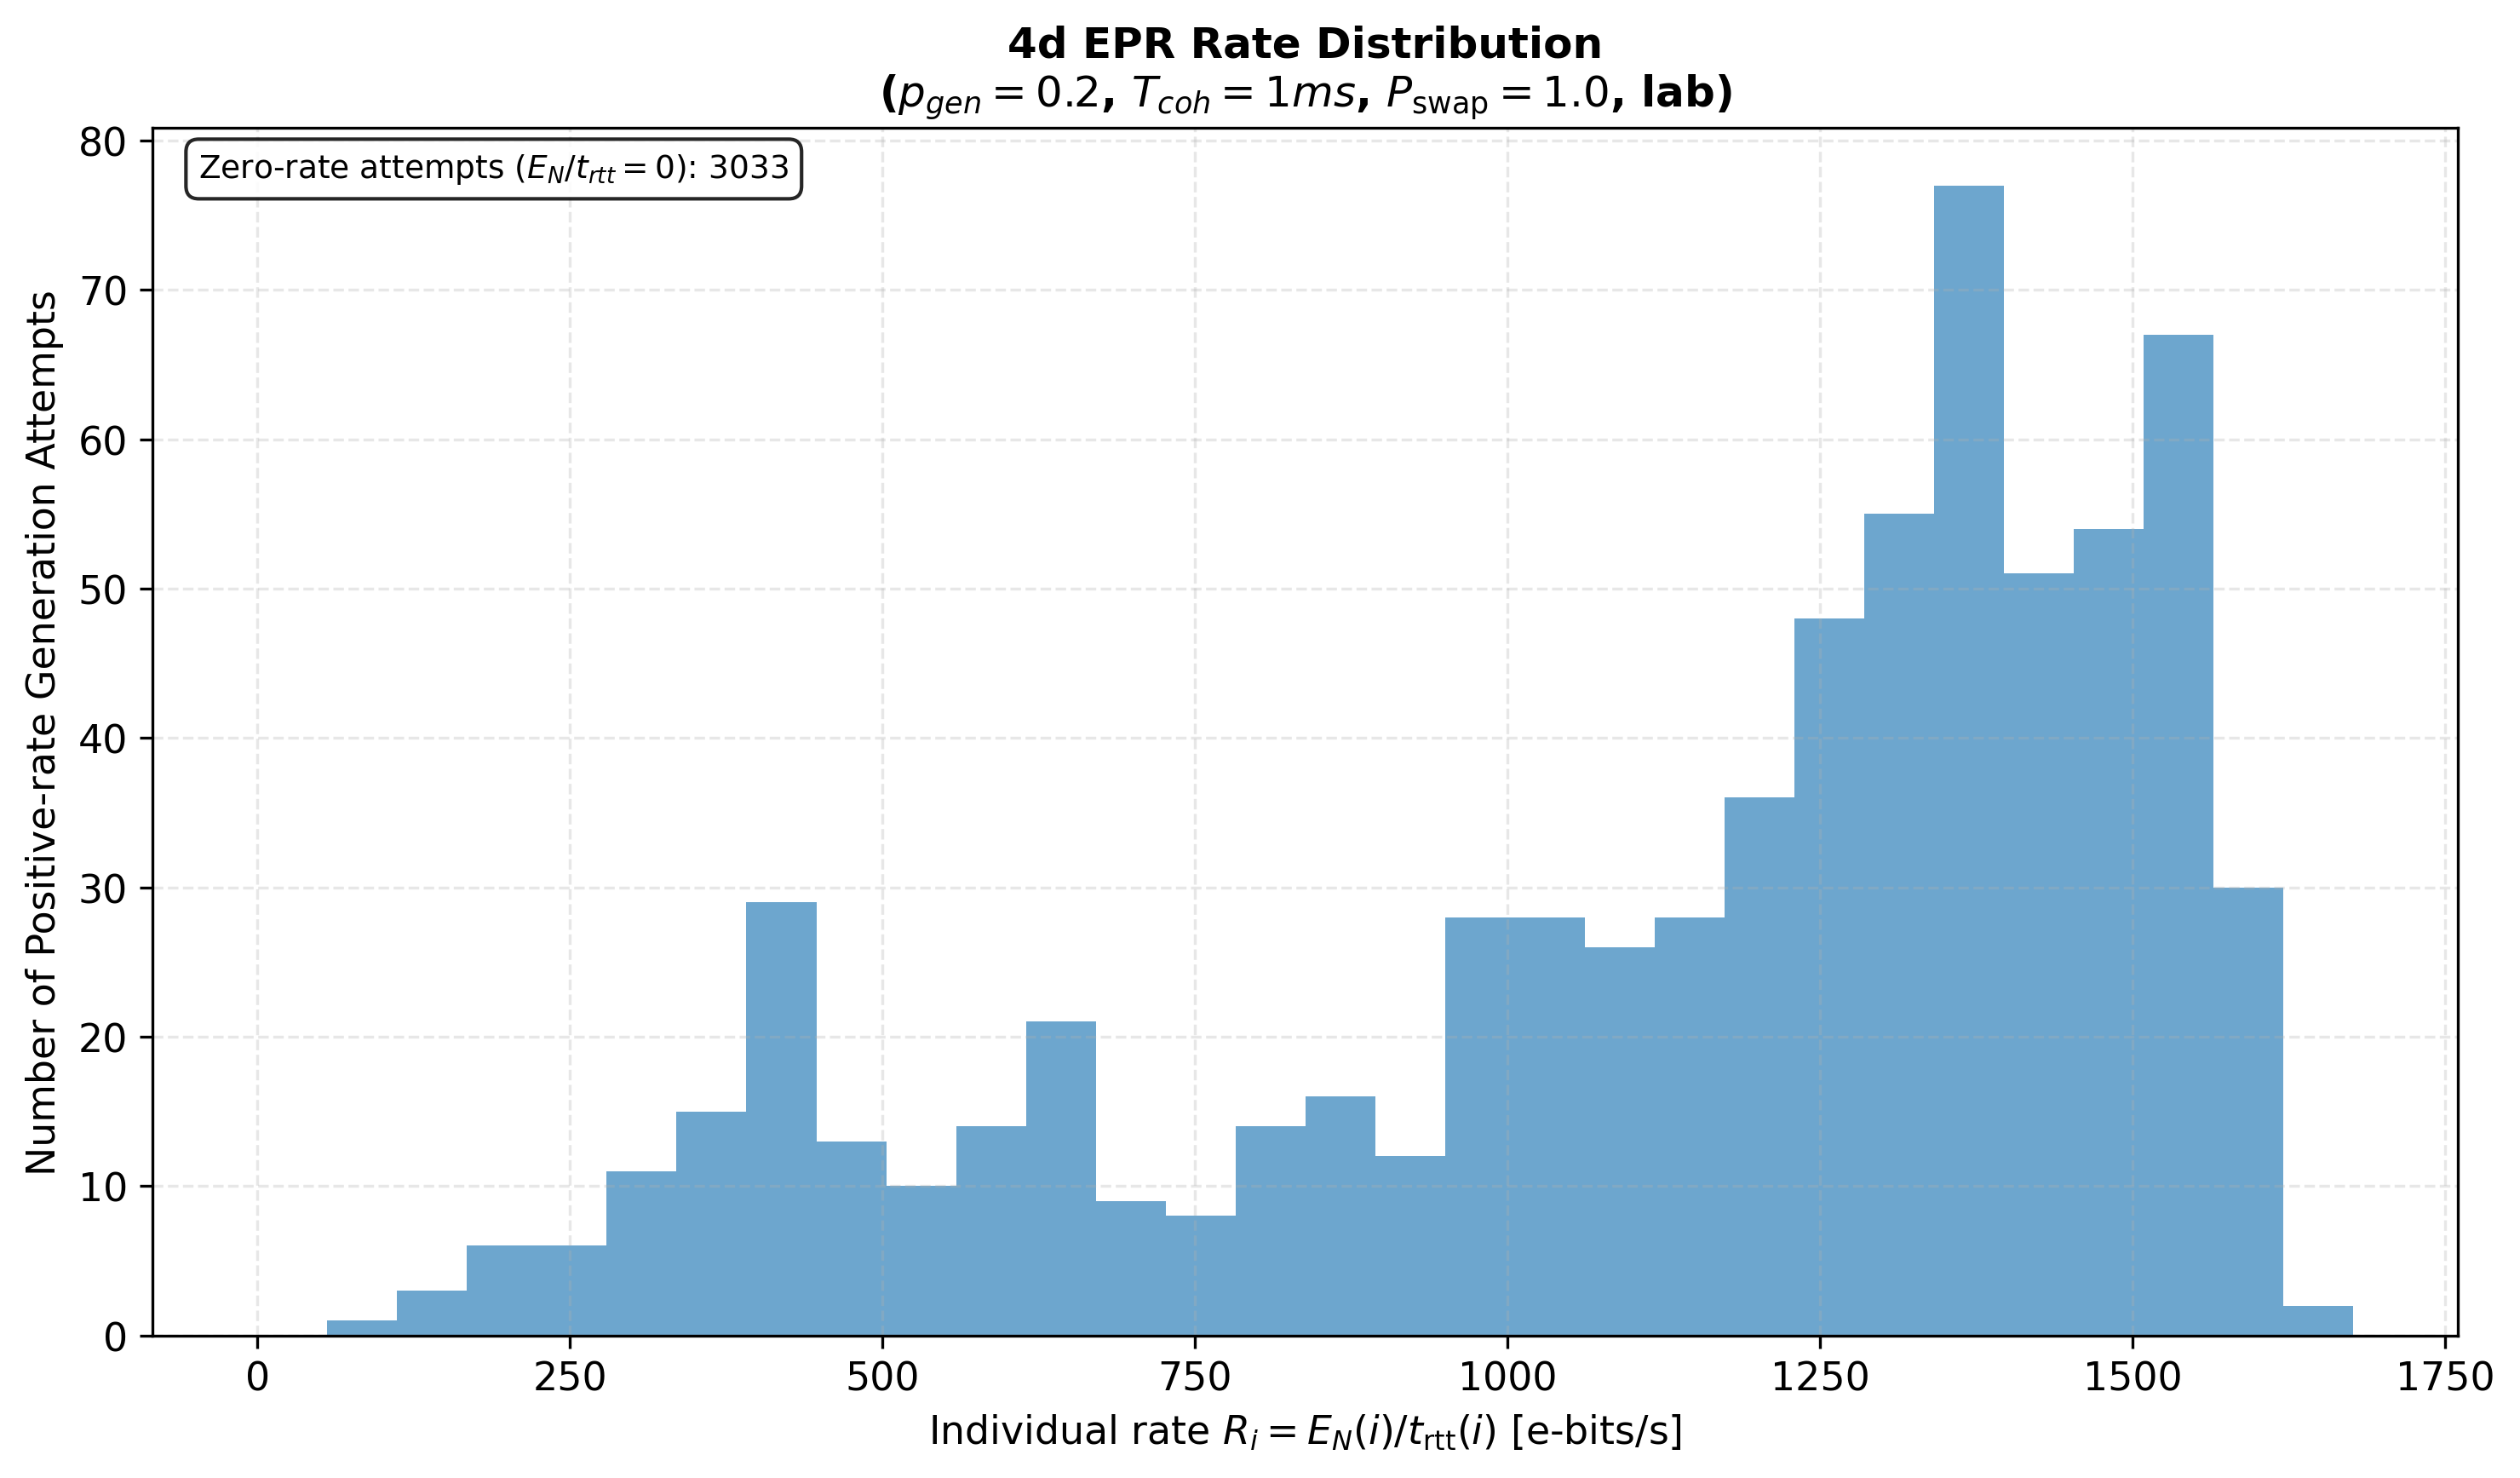 4d EPR Rate Distribution
(p_gen = 0.2, T_coh = 1ms, P_swap = 1.0, lab)
Zero-rate attempts (E_N/t_rtt = 0): 3033
Number of Positive-rate Generation Attempts
80
70
60
50
40
30
20
10
0
0 250 500 750 1000 1250 1500 1750
Individual rate R_i = E_N(i)/t_rtt(i) [e-bits/s]